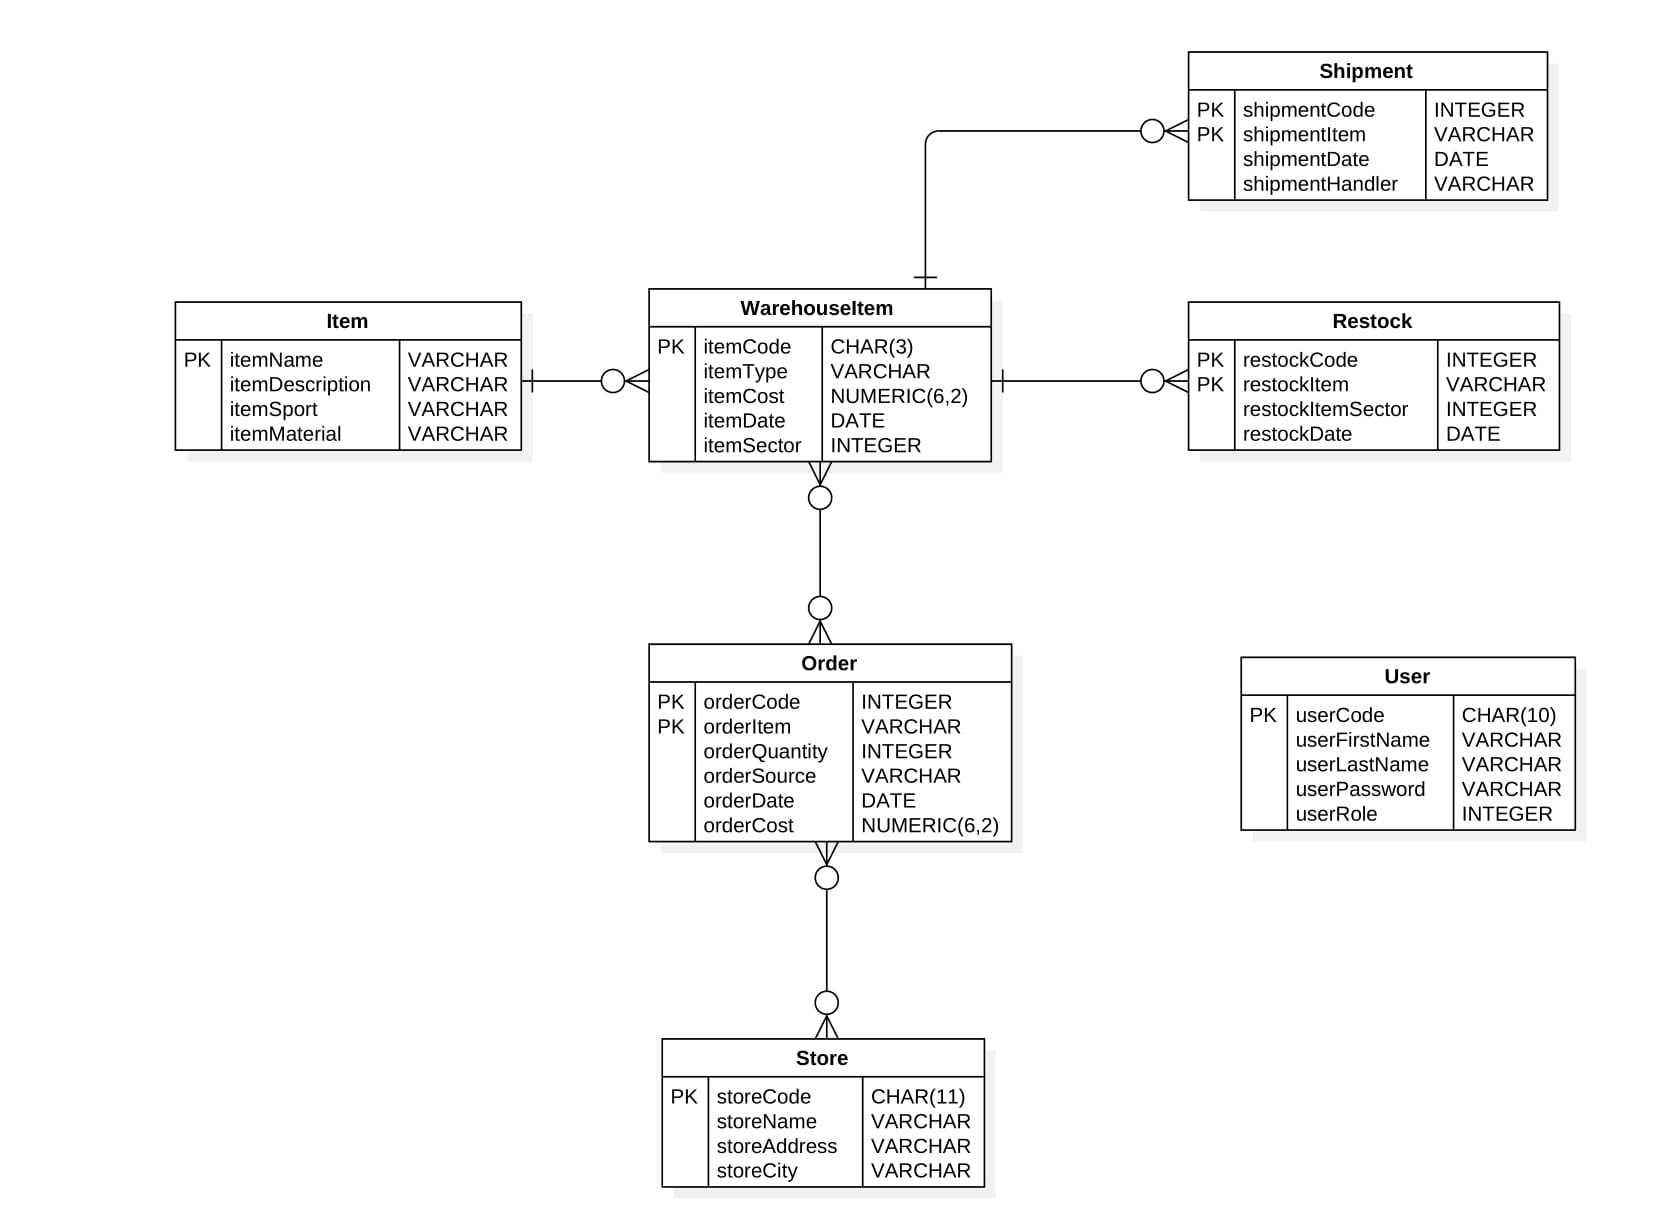 Shipment
PK shipmentCode INTEGER
PK shipmentItem VARCHAR
shipmentDate DATE
shipmentHandler VARCHAR
Item
PK itemName VARCHAR
itemDescription VARCHAR
itemSport VARCHAR
itemMaterial VARCHAR
WarehouseItem
PK itemCode CHAR(3)
itemType VARCHAR
itemCost NUMERIC(6,2)
itemDate DATE
itemSector INTEGER
Restock
PK restockCode INTEGER
PK restockItem VARCHAR
restockItemSector INTEGER
restockDate DATE
Order
PK orderCode INTEGER
PK orderItem VARCHAR
orderQuantity INTEGER
orderSource VARCHAR
orderDate DATE
orderCost NUMERIC(6,2)
User
PK userCode CHAR(10)
userFirstName VARCHAR
userLastName VARCHAR
userPassword VARCHAR
userRole INTEGER
Store
PK storeCode CHAR(11)
storeName VARCHAR
storeAddress VARCHAR
storeCity VARCHAR